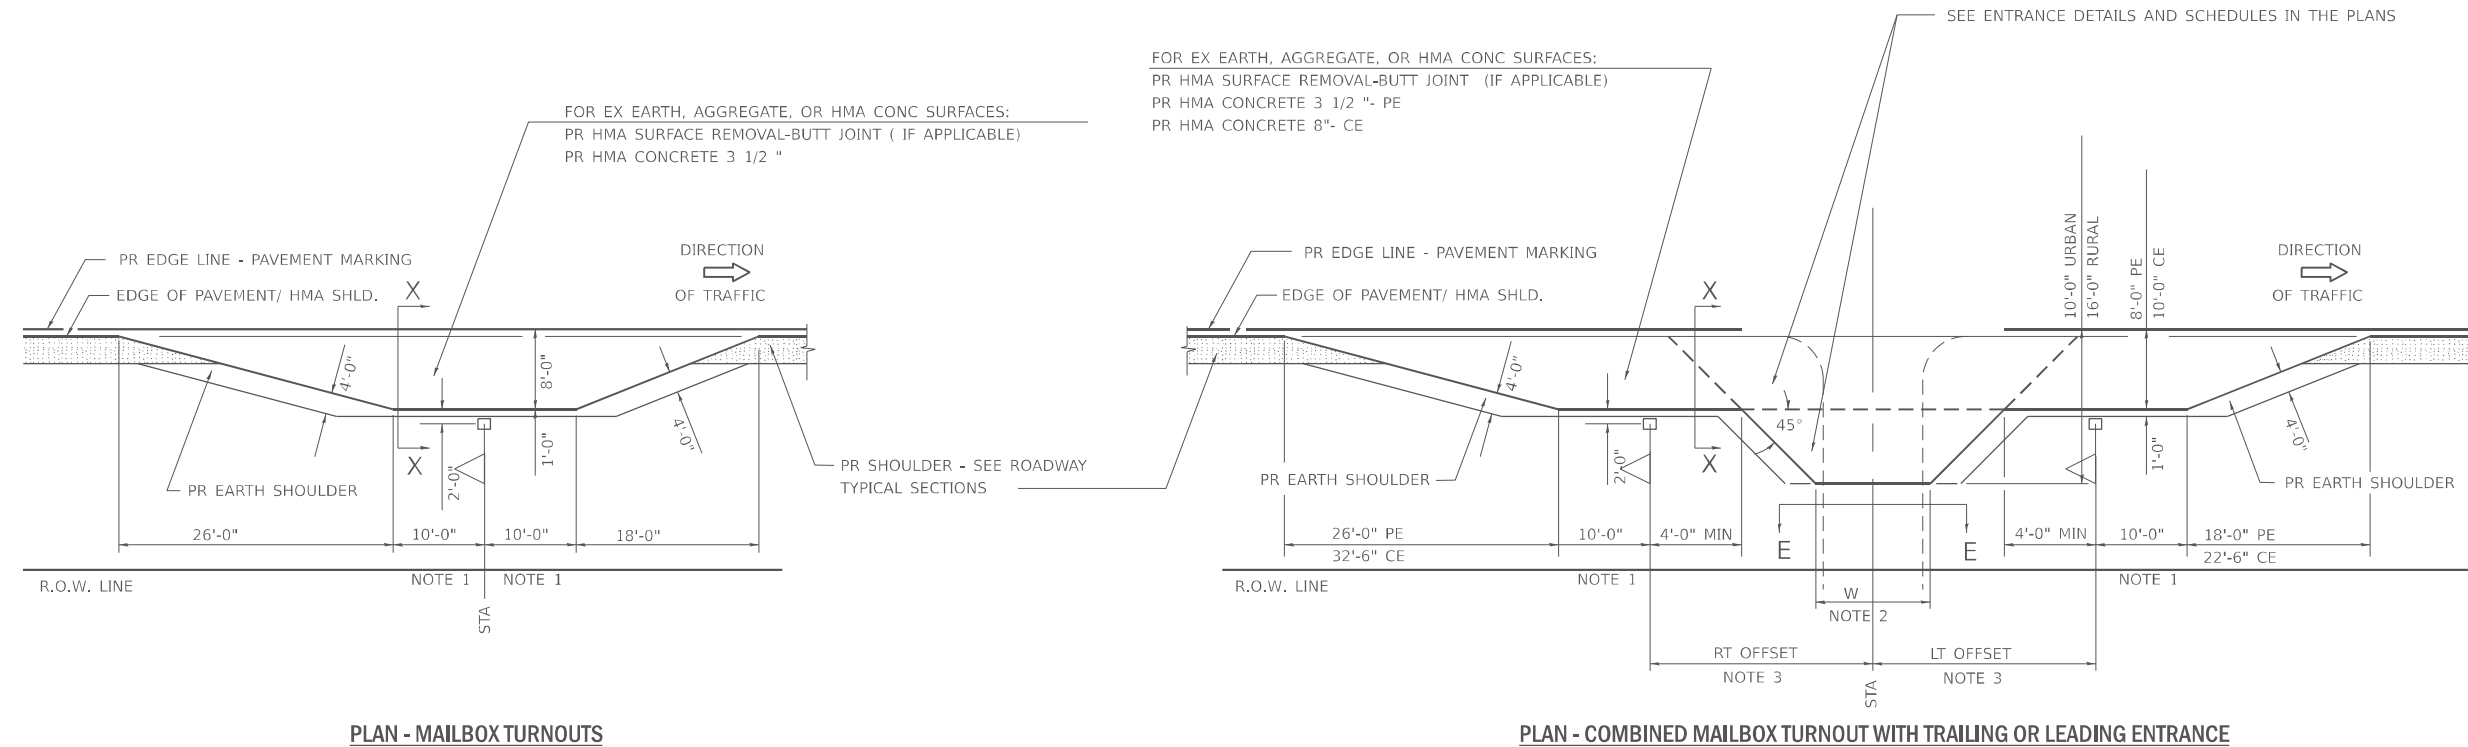 FOR EX EARTH, AGGREGATE, OR HMA CONC SURFACES:
PR HMA SURFACE REMOVAL-BUTT JOINT ( IF APPLICABLE)
PR HMA CONCRETE 3 1/2 "
PR EDGE LINE - PAVEMENT MARKING
EDGE OF PAVEMENT/ HMA SHLD.
DIRECTION
OF TRAFFIC
X
X
4'-0"
8'-0"
4'-0"
1'-0"
2'-0"
PR EARTH SHOULDER
PR SHOULDER - SEE ROADWAY
TYPICAL SECTIONS
26'-0"
10'-0"
10'-0"
18'-0"
NOTE 1
NOTE 1
R.O.W. LINE
STA
PLAN - MAILBOX TURNOUTS
SEE ENTRANCE DETAILS AND SCHEDULES IN THE PLANS
FOR EX EARTH, AGGREGATE, OR HMA CONC SURFACES:
PR HMA SURFACE REMOVAL-BUTT JOINT (IF APPLICABLE)
PR HMA CONCRETE 3 1/2 "- PE
PR HMA CONCRETE 8"- CE
PR EDGE LINE - PAVEMENT MARKING
EDGE OF PAVEMENT/ HMA SHLD.
10'-0" URBAN
16'-0" RURAL
8'-0" PE
10'-0" CE
DIRECTION
OF TRAFFIC
X
X
4'-0"
45°
2'-0"
1'-0"
4'-0"
PR EARTH SHOULDER
PR EARTH SHOULDER
26'-0" PE
32'-6" CE
10'-0"
4'-0" MIN
E
E
4'-0" MIN
10'-0"
18'-0" PE
22'-6" CE
NOTE 1
NOTE 1
R.O.W. LINE
W
NOTE 2
RT OFFSET
NOTE 3
LT OFFSET
NOTE 3
STA
PLAN - COMBINED MAILBOX TURNOUT WITH TRAILING OR LEADING ENTRANCE